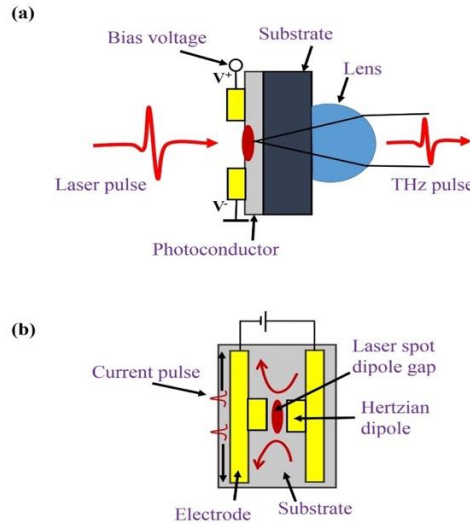 (a)
Bias voltage
Substrate
V+
Lens
Laser pulse
THz pulse
V-
Photoconductor
(b)
Laser spot
dipole gap
Current pulse
Hertzian
dipole
Electrode
Substrate